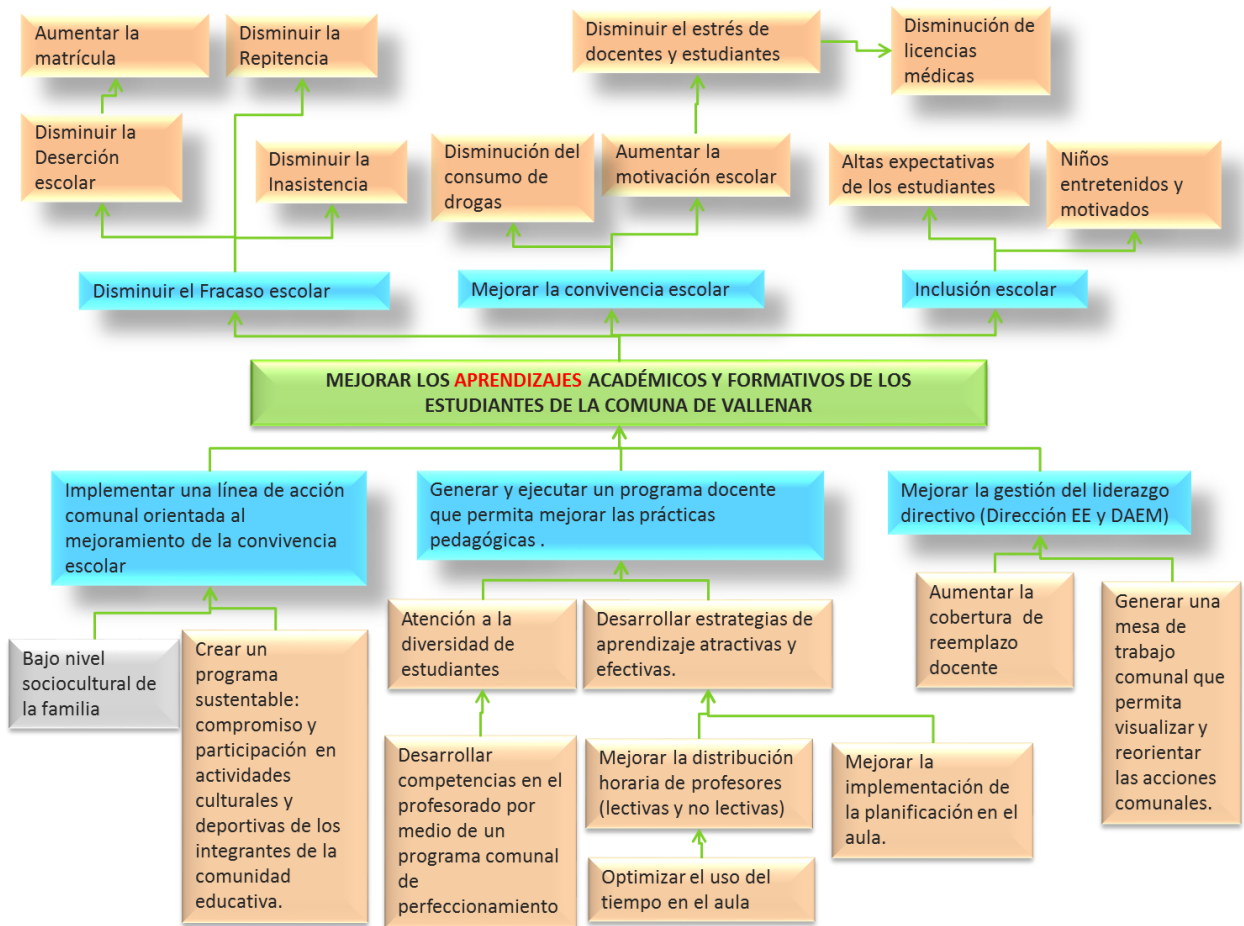 Aumentar la
matrícula
Disminuir la
Repitencia
Disminuir el estrés de
docentes y estudiantes
Disminución de
licencias
médicas
Disminuir la
Deserción
escolar
Disminuir la
Inasistencia
Disminución del
consumo de
drogas
Aumentar la
motivación escolar
Altas expectativas
de los estudiantes
Niños
entretenidos y
motivados
Disminuir el Fracaso escolar
Mejorar la convivencia escolar
Inclusión escolar
MEJORAR LOS APRENDIZAJES ACADÉMICOS Y FORMATIVOS DE LOS
ESTUDIANTES DE LA COMUNA DE VALLENAR
Implementar una línea de acción
comunal orientada al
mejoramiento de la convivencia
escolar
Generar y ejecutar un programa docente
que permita mejorar las prácticas
pedagógicas .
Mejorar la gestión del liderazgo
directivo (Dirección EE y DAEM)
Bajo nivel
sociocultural de
la familia
Crear un
programa
sustentable:
compromiso y
participación en
actividades
culturales y
deportivas de los
integrantes de la
comunidad
educativa.
Atención a la
diversidad de
estudiantes
Desarrollar estrategias de
aprendizaje atractivas y
efectivas.
Aumentar la
cobertura de
reemplazo
docente
Generar una
mesa de
trabajo
comunal que
permita
visualizar y
reorientar
las acciones
comunales.
Desarrollar
competencias en el
profesorado por
medio de un
programa comunal
de
perfeccionamiento
Mejorar la distribución
horaria de profesores
(lectivas y no lectivas)
Mejorar la
implementación de
la planificación en el
aula.
Optimizar el uso del
tiempo en el aula